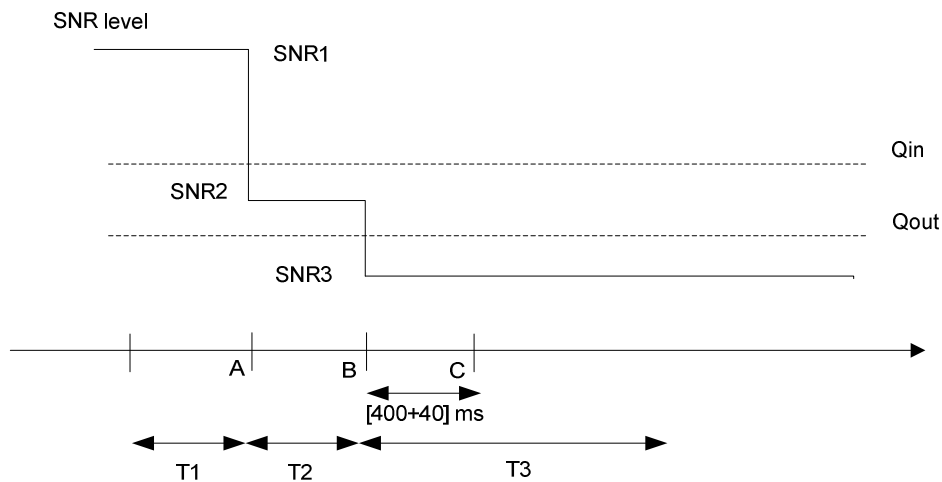 SNR level
SNR1
Qin
SNR2
Qout
SNR3
A
B
C
[400+40] ms
T1
T2
T3